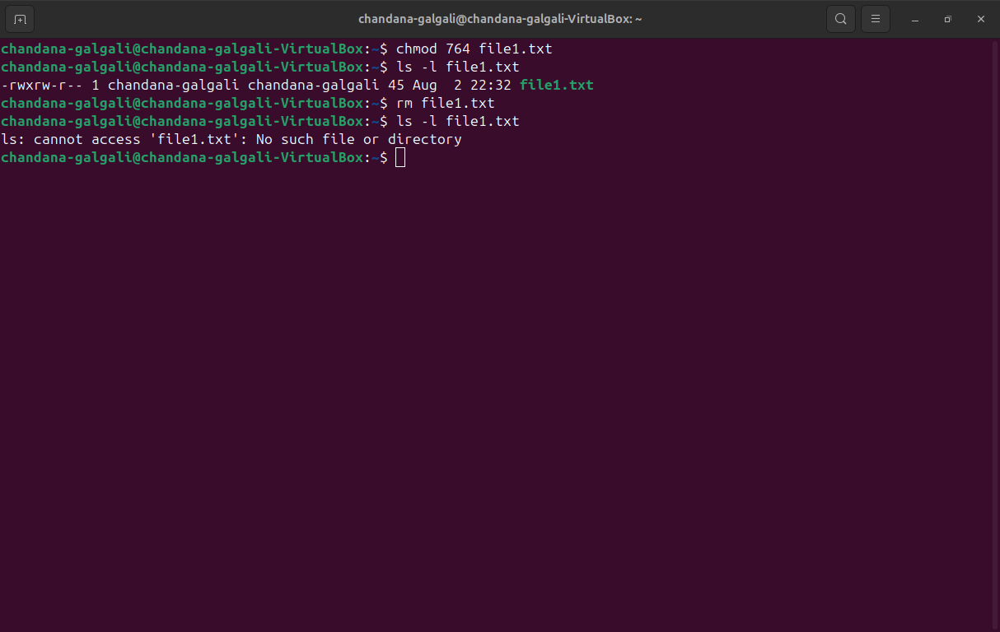 chandana-galgali@chandana-galgali-VirtualBox: ~
chandana-galgali@chandana-galgali-VirtualBox:~$ chmod 764 file1.txt
chandana-galgali@chandana-galgali-VirtualBox:~$ ls -l file1.txt
-rwxrw-r-- 1 chandana-galgali chandana-galgali 45 Aug  2 22:32 file1.txt
chandana-galgali@chandana-galgali-VirtualBox:~$ rm file1.txt
chandana-galgali@chandana-galgali-VirtualBox:~$ ls -l file1.txt
ls: cannot access 'file1.txt': No such file or directory
chandana-galgali@chandana-galgali-VirtualBox:~$